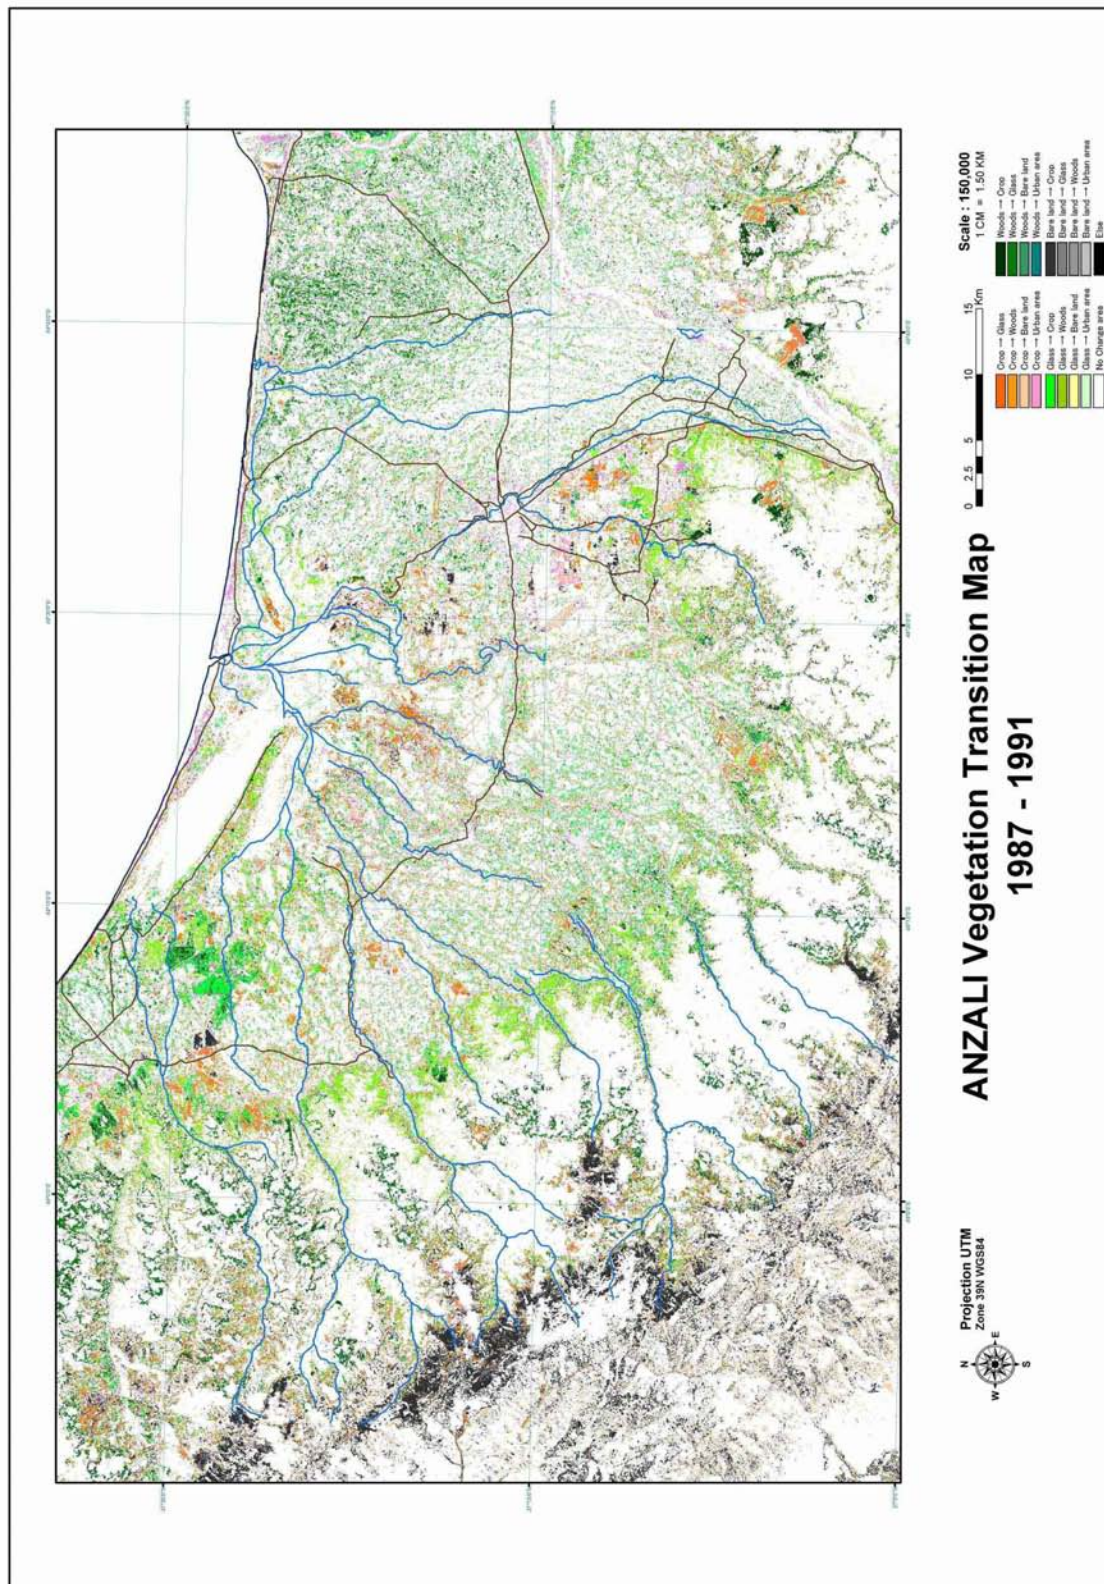 ANZALI Vegetation Transition Map
1987 - 1991
N
W
E
S
Projection UTM
Zone 39N WGS84
0 2.5 5 10 15 Km
Scale : 150,000
1 CM = 1.50 KM
Crop → Glass
Crop → Woods
Crop → Bare land
Crop → Urban area
Glass → Crop
Glass → Woods
Glass → Bare land
Glass → Urban area
No Change area
Woods → Crop
Woods → Glass
Woods → Bare land
Woods → Urban area
Bare land → Crop
Bare land → Glass
Bare land → Woods
Bare land → Urban area
Else